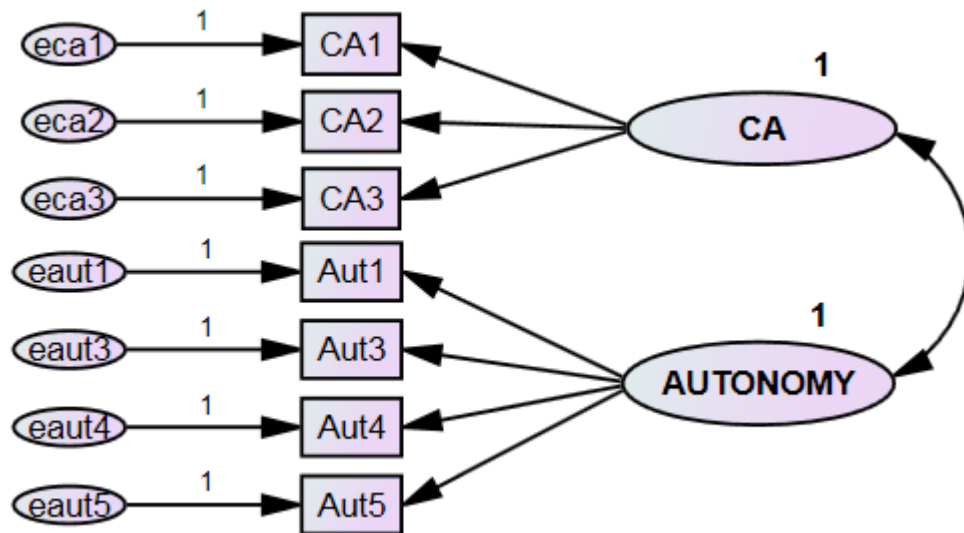 eca1 1 CA1
1
CA
eca2 1 CA2
eca3 1 CA3
eaut1 1 Aut1
1
AUTONOMY
eaut3 1 Aut3
eaut4 1 Aut4
eaut5 1 Aut5